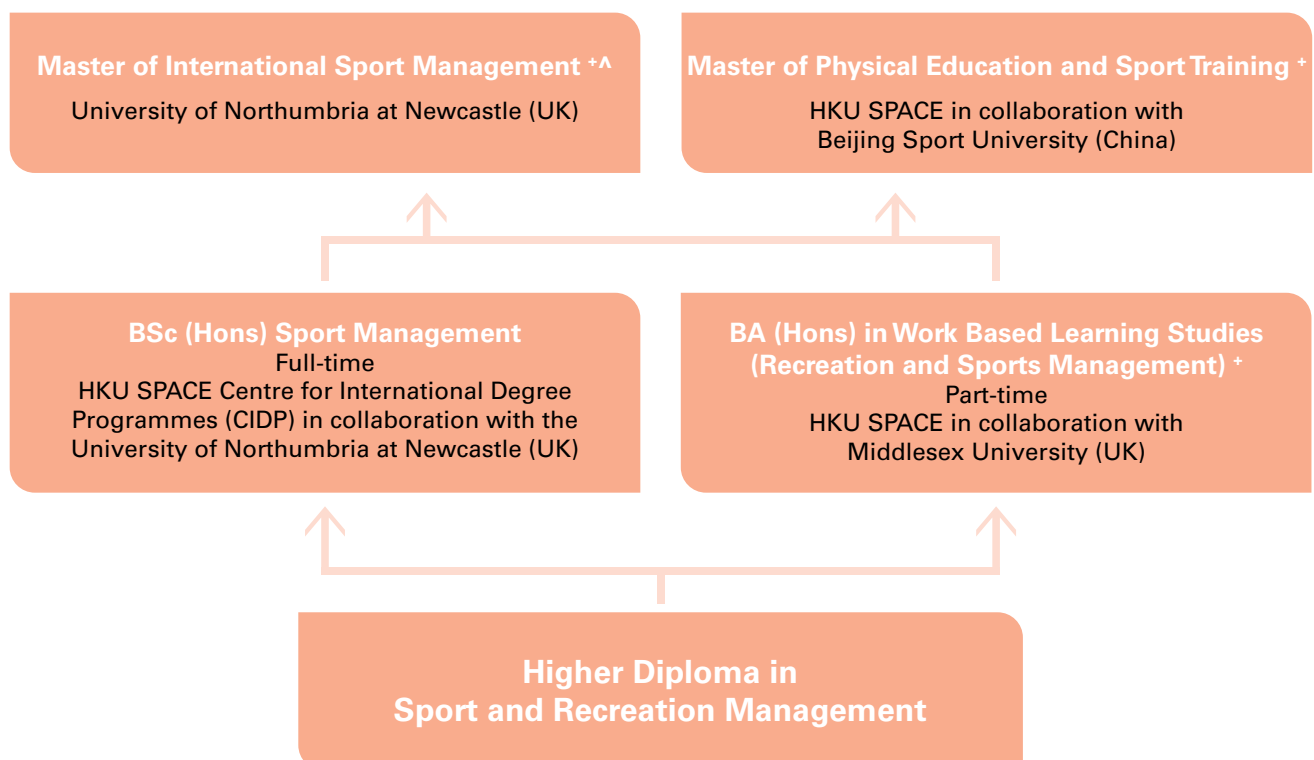 Master of International Sport Management +^
University of Northumbria at Newcastle (UK)
Master of Physical Education and Sport Training +
HKU SPACE in collaboration with
Beijing Sport University (China)
BSc (Hons) Sport Management
Full-time
HKU SPACE Centre for International Degree
Programmes (CIDP) in collaboration with the
University of Northumbria at Newcastle (UK)
BA (Hons) in Work Based Learning Studies
(Recreation and Sports Management) +
Part-time
HKU SPACE in collaboration with
Middlesex University (UK)
Higher Diploma in
Sport and Recreation Management